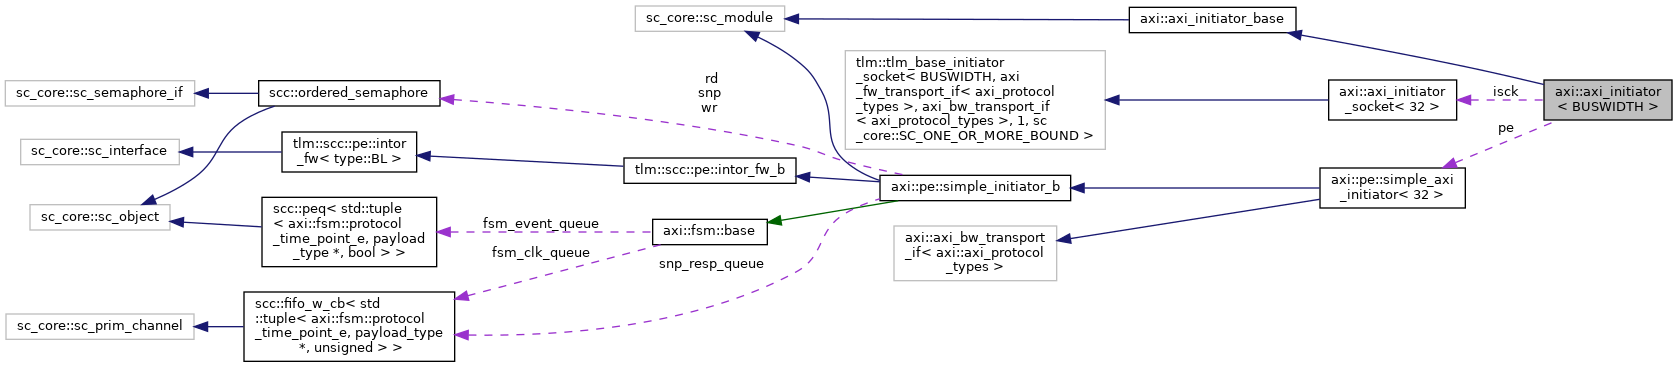 sc_core::sc_module
axi::axi_initiator_base
tlm::tlm_base_initiator
_socket< BUSWIDTH, axi
_fw_transport_if< axi_protocol
_types >, axi_bw_transport_if
< axi_protocol_types >, 1, sc
_core::SC_ONE_OR_MORE_BOUND >
rd
snp
wr
sc_core::sc_semaphore_if
scc::ordered_semaphore
axi::axi_initiator
_socket< 32 >
isck
axi::axi_initiator
< BUSWIDTH >
pe
sc_core::sc_interface
tlm::scc::pe::intor
_fw< type::BL >
tlm::scc::pe::intor_fw_b
axi::pe::simple_initiator_b
axi::pe::simple_axi
_initiator< 32 >
sc_core::sc_object
scc::peq< std::tuple
< axi::fsm::protocol
_time_point_e, payload
_type *, bool > >
fsm_event_queue
axi::fsm::base
fsm_clk_queue
snp_resp_queue
axi::axi_bw_transport
_if< axi::axi_protocol
_types >
sc_core::sc_prim_channel
scc::fifo_w_cb< std
::tuple< axi::fsm::protocol
_time_point_e, payload_type
*, unsigned > >